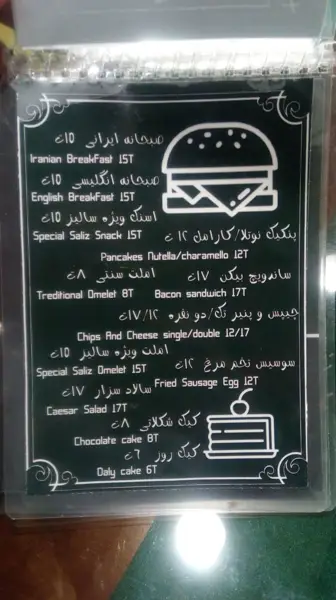 صبحانه ایرانی ۱۵ت
Iranian BreakFast 15T
صبحانه انگلیسی ۱۵ت
English BreakFast 15T
اسنک ویژه سالیز ۱۵ت
Special Saliz Snack 15T
پنکیک نوتلا/کارامل ۱۲ت
Pancakes Nutella/charamello 12T
املت سنتی ۸ت
Treditional Omelet 8T
ساندویچ بیکن ۱۷ت
Bacon sandwich 17T
چیپس و پنیر تک/دو نفره ۱۷/۱۲ت
Chips And Cheese single/double 12/17
املت ویژه سالیز ۱۵ت
Special Saliz Omelet 15T
سوسیس تخم مرغ ۱۲ت
Fried Sausage Egg 12T
سالاد سزار ۱۷ت
Caesar Salad 17T
کیک شکلاتی ۸ت
Chocolate cake 8T
کیک روز ۶ت
Daly cake 6T